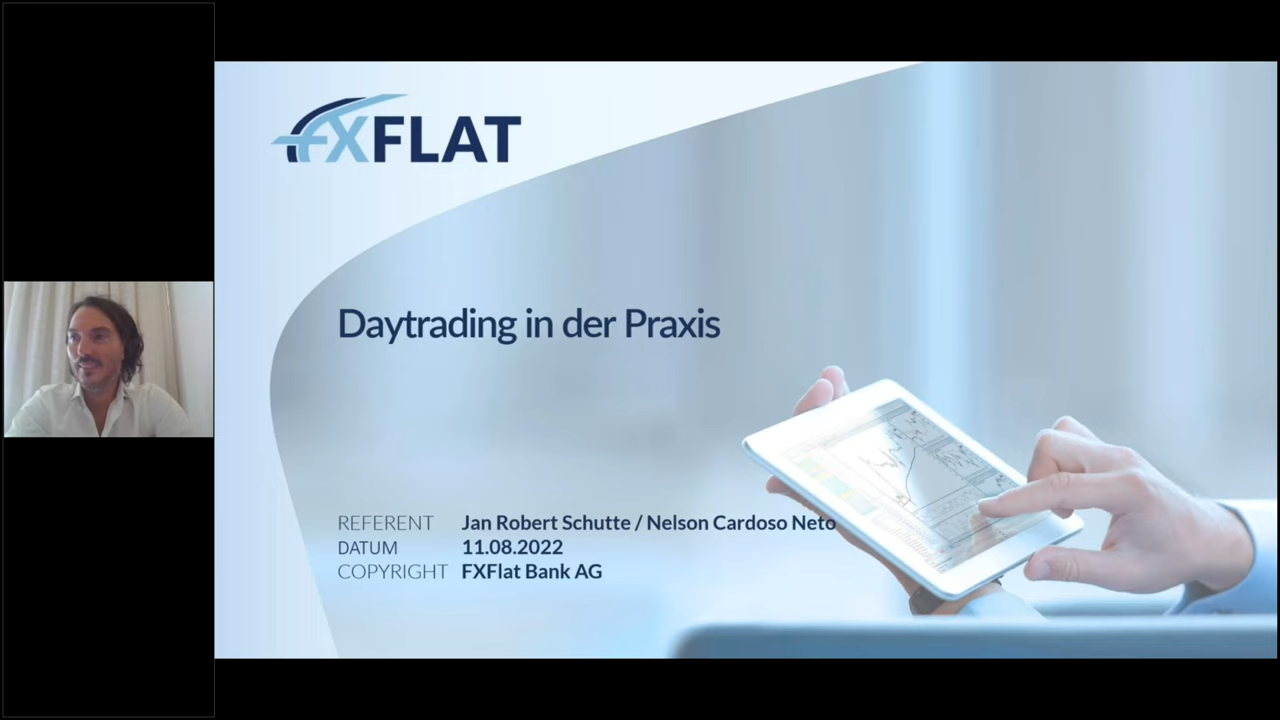 fXFLAT
Daytrading in der Praxis
REFERENT Jan Robert Schutte / Nelson Cardoso Neto
DATUM 11.08.2022
COPYRIGHT FXFlat Bank AG